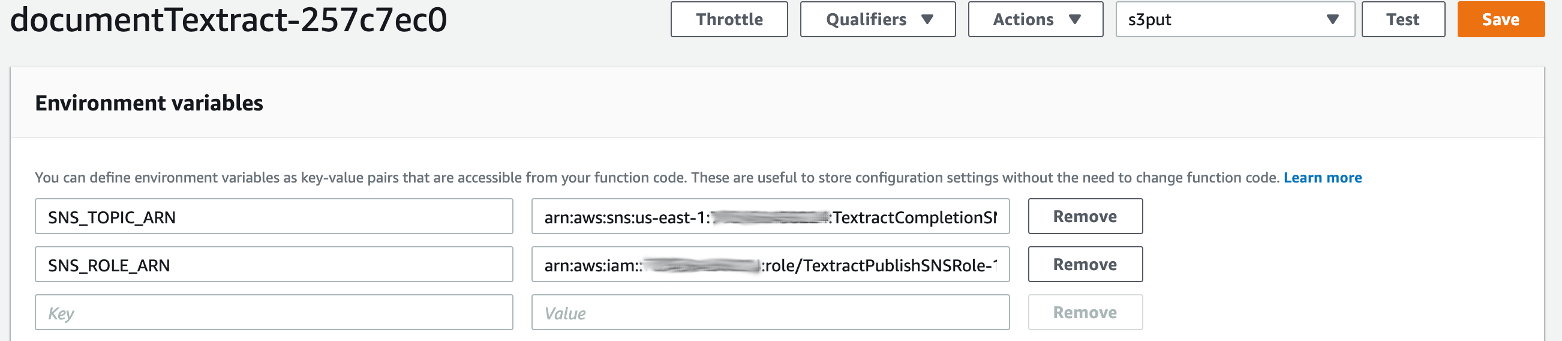 documentTextract-257c7ec0 Throttle Qualifiers Actions s3put Test Save
Environment variables
You can define environment variables as key-value pairs that are accessible from your function code. These are useful to store configuration settings without the need to change function code. Learn more
SNS_TOPIC_ARN arn:aws:sns:us-east-1: :TextractCompletionSN Remove
SNS_ROLE_ARN arn:aws:iam:: :role/TextractPublishSNSRole-1 Remove
Key Value Remove